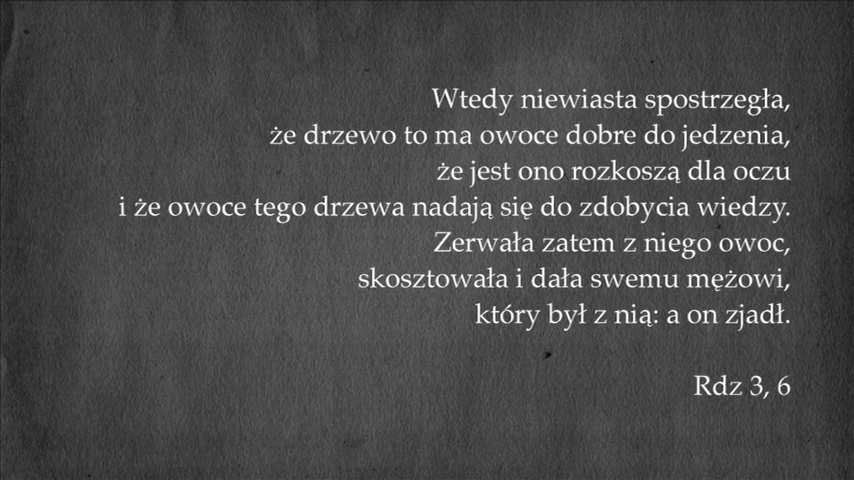 Wtedy niewiasta spostrzegła,
że drzewo to ma owoce dobre do jedzenia,
że jest ono rozkoszą dla oczu
i że owoce tego drzewa nadają się do zdobycia wiedzy.
Zerwała zatem z niego owoc,
skosztowała i dała swemu mężowi,
który był z nią: a on zjadł.
Rdz 3, 6